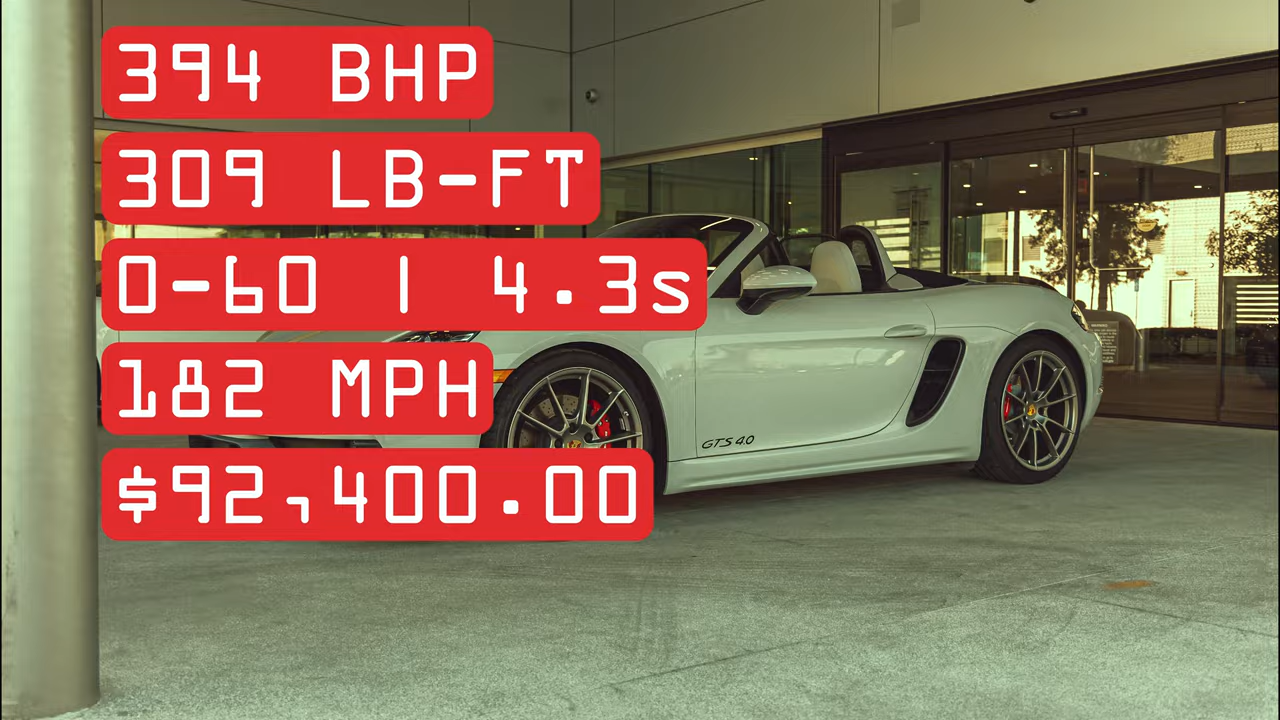 394 BHP
309 LB-FT
0-60 | 4.3s
182 MPH
$92,400.00
GTS 4.0